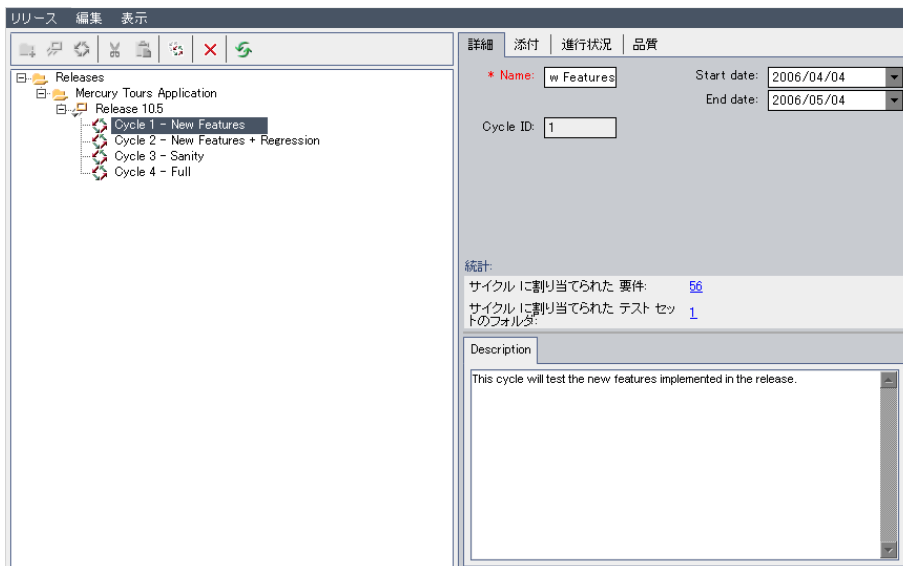 リリース 編集 表示
詳細 添付 進行状況 品質
Releases
Mercury Tours Application
Release 10.5
Cycle 1 - New Features
Cycle 2 - New Features + Regression
Cycle 3 - Sanity
Cycle 4 - Full
* Name: w Features
Start date: 2006/04/04
End date: 2006/05/04
Cycle ID: 1
統計:
サイクル に割り当てられた 要件: 56
サイクル に割り当てられた テスト セッ
トのフォルダ: 1
Description
This cycle will test the new features implemented in the release.